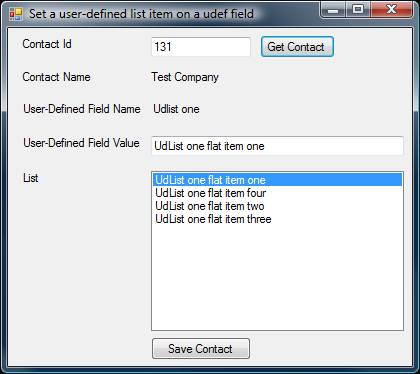 Set a user-defined list item on a udef field
Contact Id 131 Get Contact
Contact Name Test Company
User-Defined Field Name Udlist one
User-Defined Field Value UdList one flat item one
List UdList one flat item one
UdList one flat item four
UdList one flat item two
UdList one flat item three
Save Contact